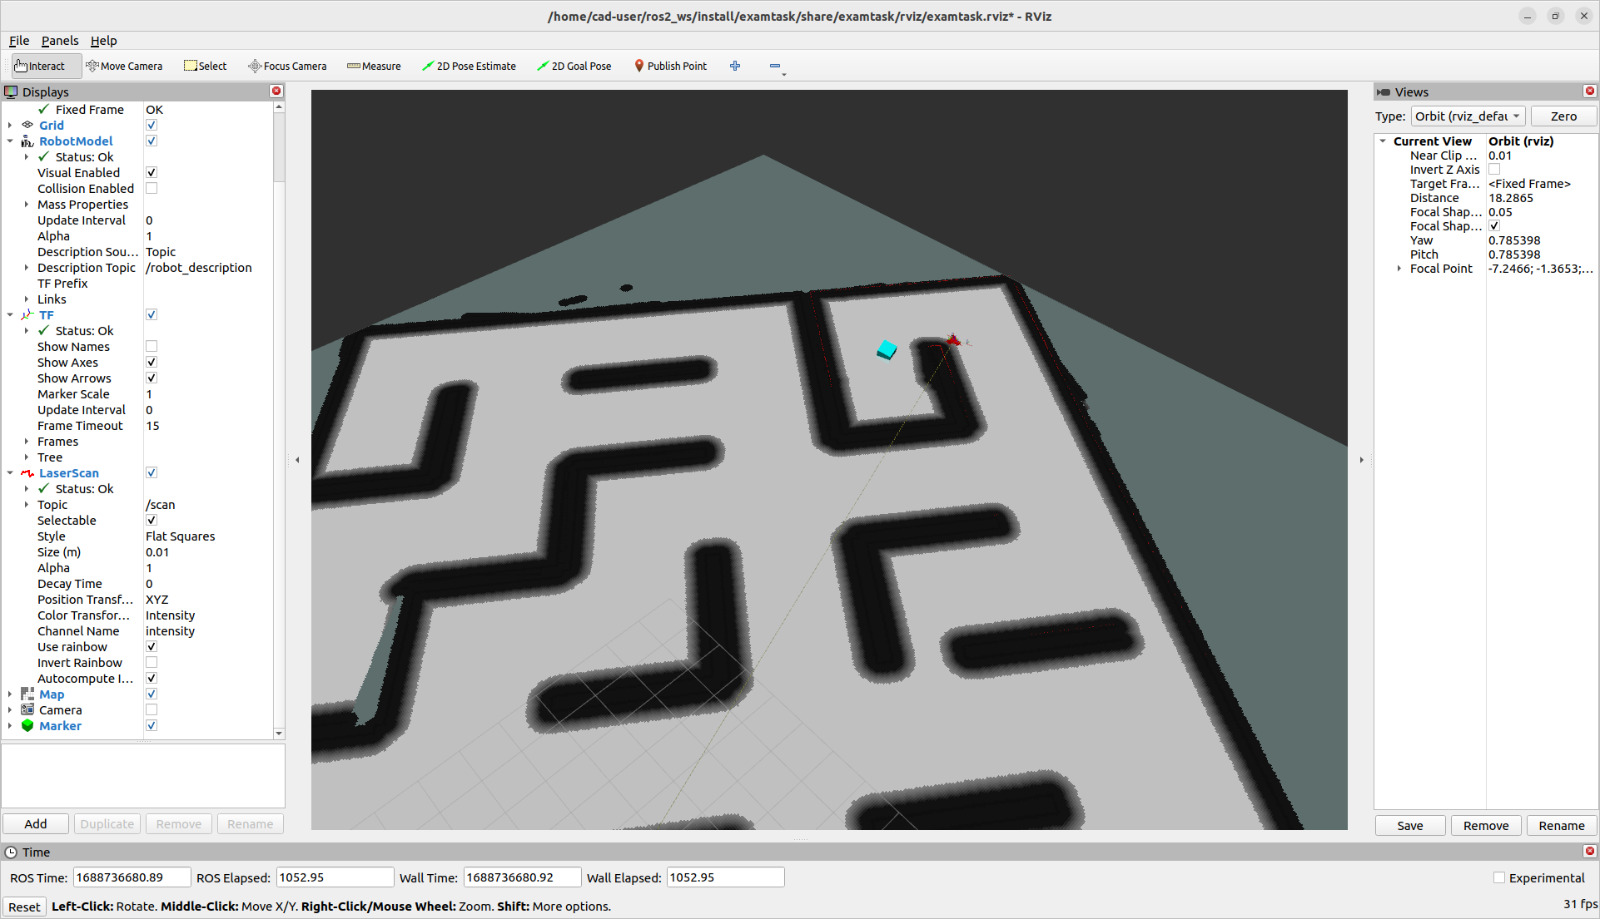 /home/cad-user/ros2_ws/install/examtask/share/examtask/rviz/examtask.rviz* - RViz
File Panels Help
Interact Move Camera Select Focus Camera Measure 2D Pose Estimate 2D Goal Pose Publish Point
Displays
Fixed Frame OK
Grid
RobotModel
Status: Ok
Visual Enabled
Collision Enabled
Mass Properties
Update Interval 0
Alpha 1
Description Sou... Topic
Description Topic /robot_description
TF Prefix
Links
TF
Status: Ok
Show Names
Show Axes
Show Arrows
Marker Scale 1
Update Interval 0
Frame Timeout 15
Frames
Tree
LaserScan
Status: Ok
Topic /scan
Selectable
Style Flat Squares
Size (m) 0.01
Alpha 1
Decay Time 0
Position Transf... XYZ
Color Transfor... Intensity
Channel Name intensity
Use rainbow
Invert Rainbow
Autocompute I...
Map
Camera
Marker
Add Duplicate Remove Rename
Views
Type: Orbit (rviz_defau Zero
Current View Orbit (rviz)
Near Clip ... 0.01
Invert Z Axis
Target Fra... <Fixed Frame>
Distance 18.2865
Focal Shap... 0.05
Focal Shap...
Yaw 0.785398
Pitch 0.785398
Focal Point -7.2466; -1.3653;...
Save Remove Rename
Time
ROS Time: 1688736680.89 ROS Elapsed: 1052.95 Wall Time: 1688736680.92 Wall Elapsed: 1052.95 Experimental
Reset Left-Click: Rotate. Middle-Click: Move X/Y. Right-Click/Mouse Wheel: Zoom. Shift: More options. 31 fps